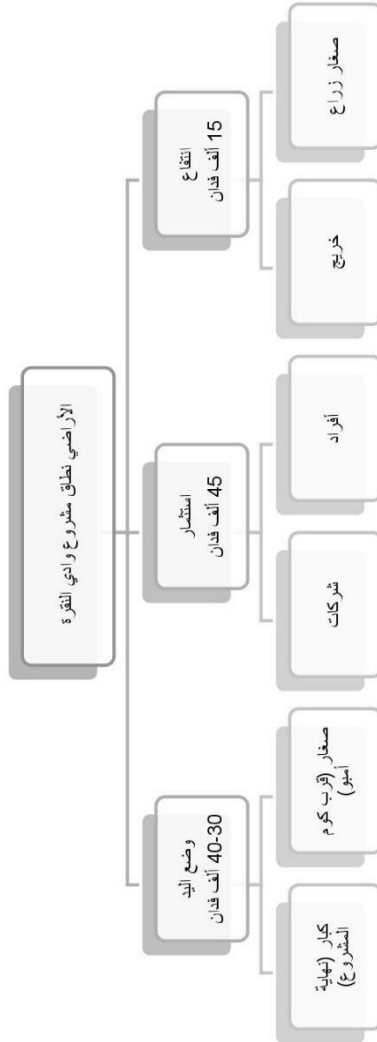 الأراضي نطاق مشروع وادي النقرة
انتفاع
15 ألف فدان
استثمار
45 ألف فدان
وضع اليد
30-40 ألف فدان
صغار زراع
خريج
أفراد
شركات
صغار (قرب كوم
أمبو)
كبار (نهاية
المشروع)